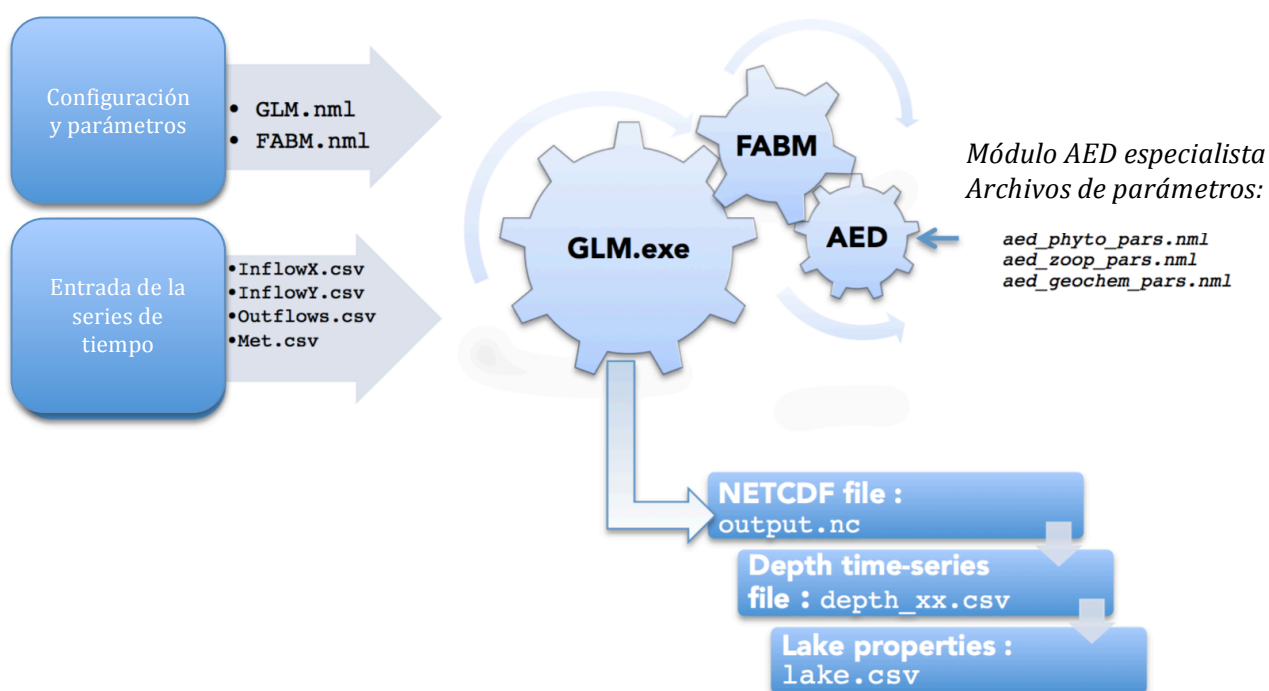 Configuración
y parámetros
• GLM.nml
• FABM.nml
Entrada de la
series de
tiempo
•InflowX.csv
•InflowY.csv
•Outflows.csv
•Met.csv
GLM.exe
FABM
AED
Módulo AED especialista
Archivos de parámetros:
aed_phyto_pars.nml
aed_zoop_pars.nml
aed_geochem_pars.nml
NETCDF file :
output.nc
Depth time-series
file : depth_xx.csv
Lake properties :
lake.csv